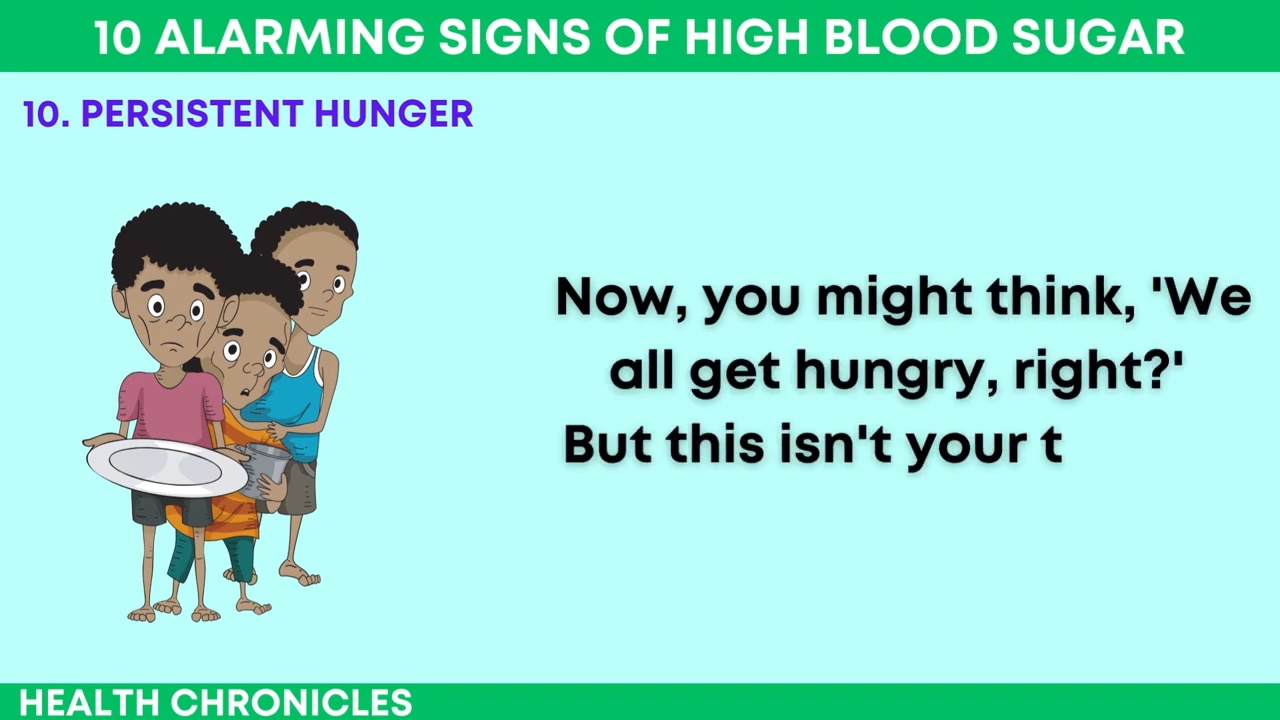 10 ALARMING SIGNS OF HIGH BLOOD SUGAR
10. PERSISTENT HUNGER
Now, you might think, 'We
all get hungry, right?'
But this isn't your t
HEALTH CHRONICLES